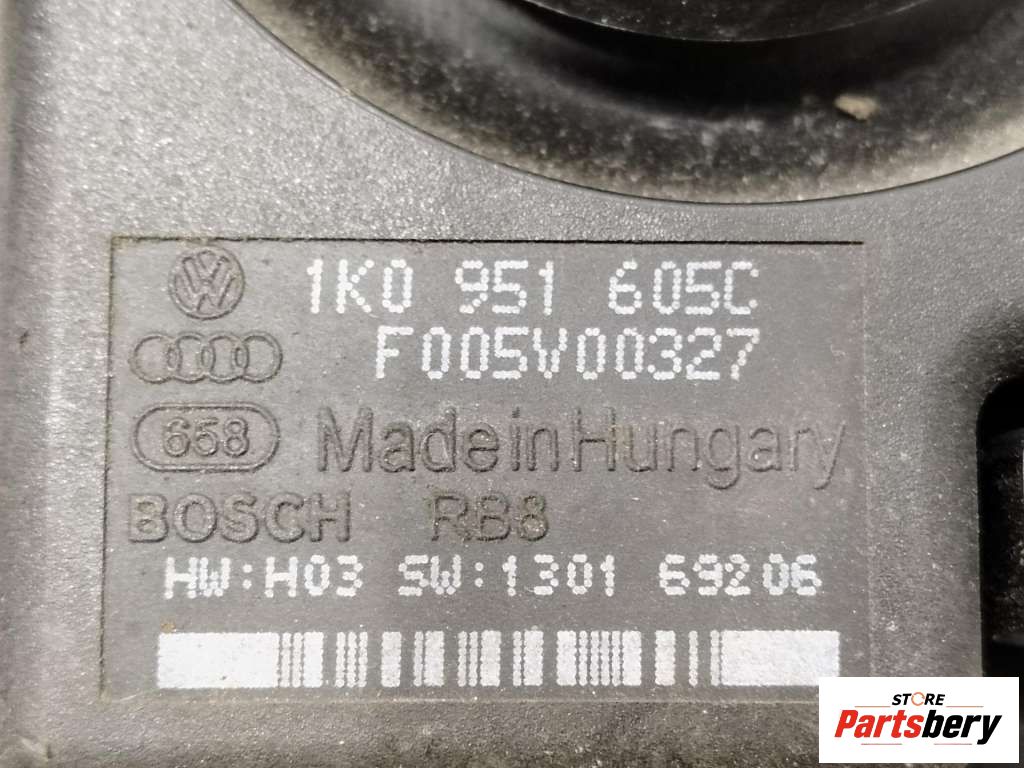 1K0 951 605C
F005V00327
658 Made in Hungary
BOSCH RB8
HW:H03 SW:1301 69206
STORE
Partsbery